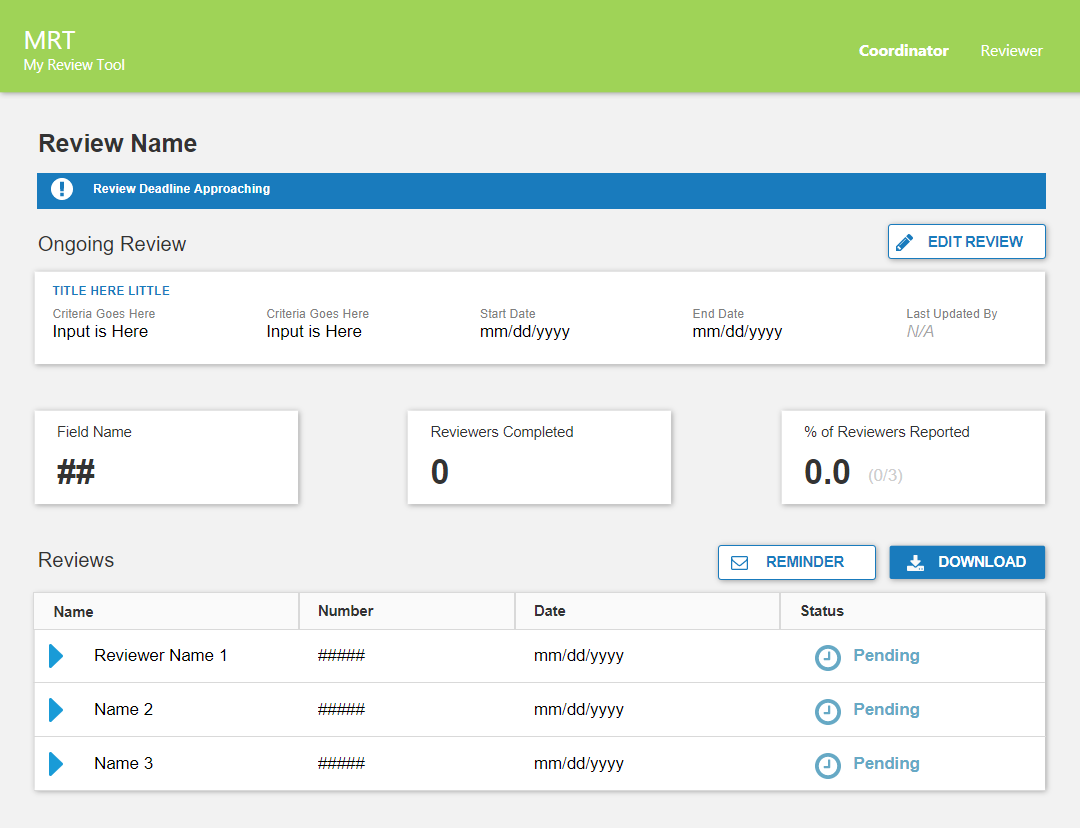 MRT
My Review Tool
Coordinator Reviewer
Review Name
Review Deadline Approaching
Ongoing Review
EDIT REVIEW
TITLE HERE LITTLE
Criteria Goes Here Criteria Goes Here Start Date End Date Last Updated By
Input is Here Input is Here mm/dd/yyyy mm/dd/yyyy N/A
Field Name Reviewers Completed % of Reviewers Reported
## 0 0.0 (0/3)
Reviews
REMINDER DOWNLOAD
Name Number Date Status
Reviewer Name 1 ##### mm/dd/yyyy Pending
Name 2 ##### mm/dd/yyyy Pending
Name 3 ##### mm/dd/yyyy Pending